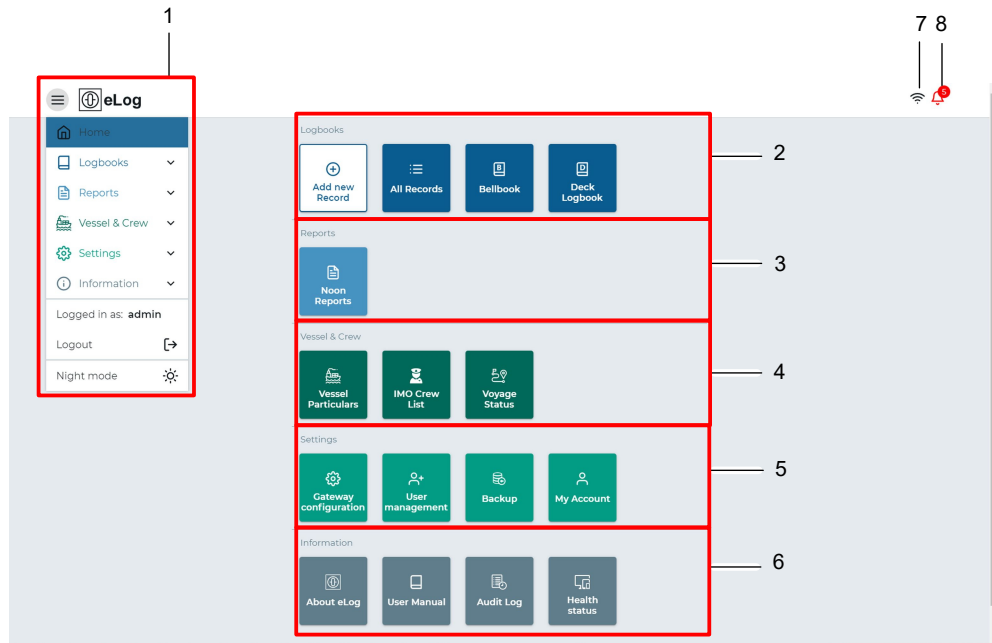 1
7 8
5
eLog
Home
Logbooks
Reports
Vessel & Crew
Settings
Information
Logged in as: admin
Logout
Night mode
Logbooks
Add new
Record
All Records
B
Bellbook
D
Deck
Logbook
2
Reports
Noon
Reports
3
Vessel & Crew
Vessel
Particulars
IMO Crew
List
Voyage
Status
4
Settings
Gateway
configuration
User
management
Backup
My Account
5
Information
About eLog
User Manual
Audit Log
Health
status
6